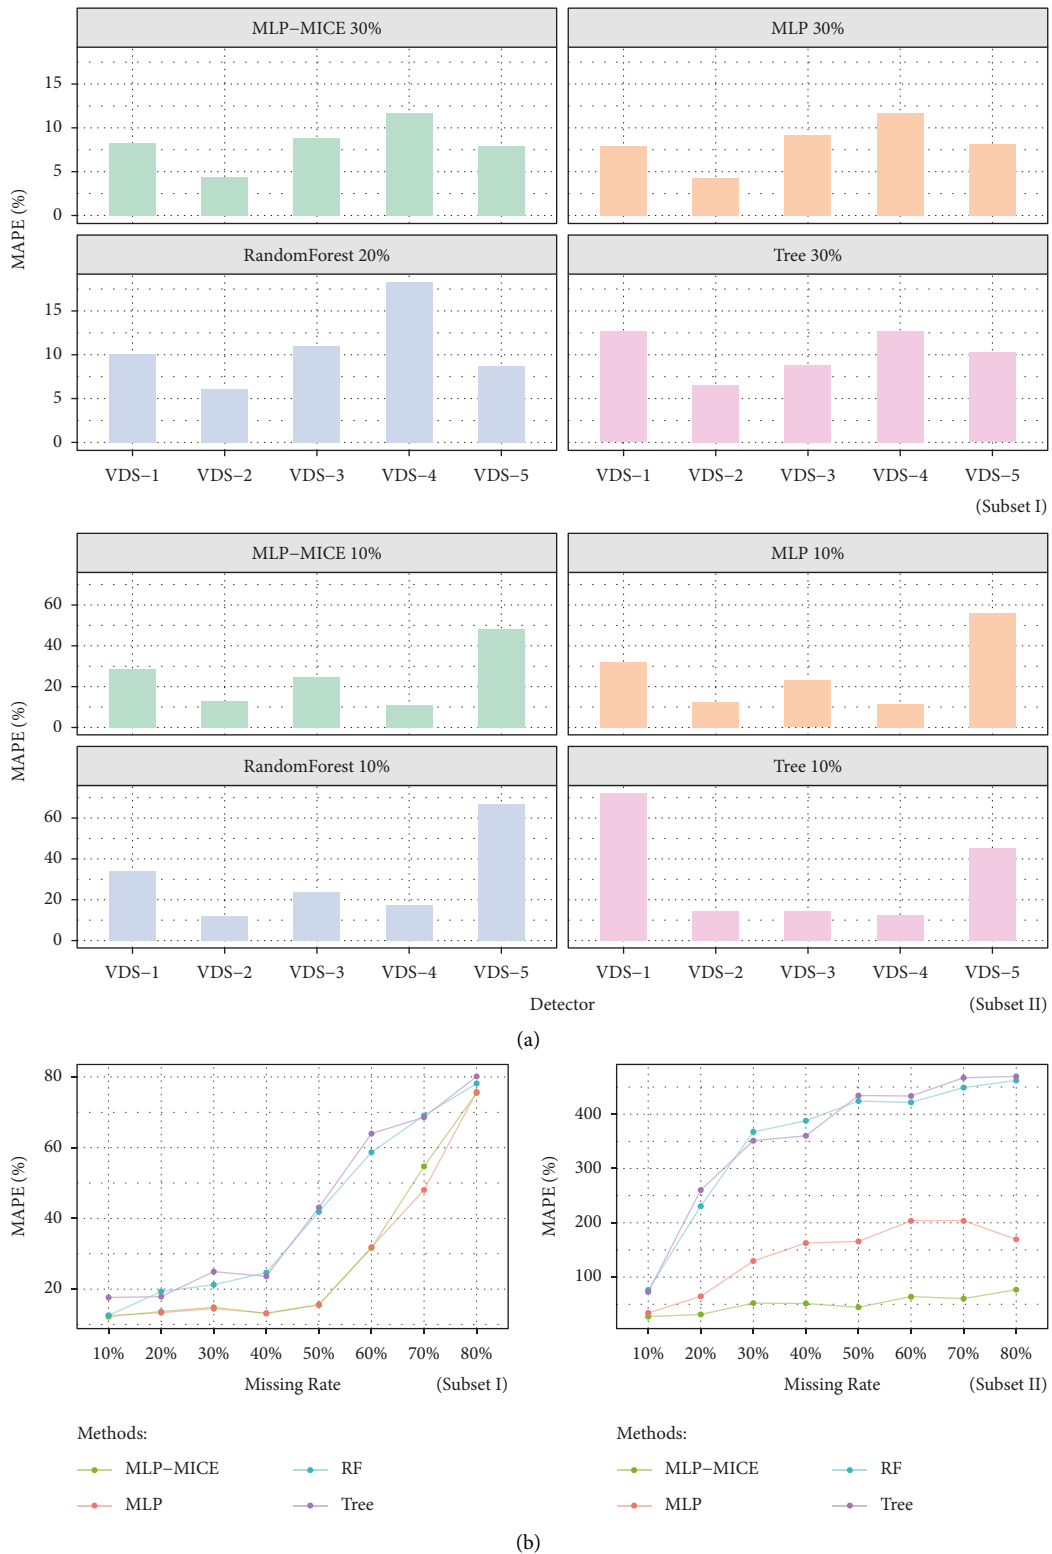 MLP−MICE 30%
MLP 30%
15
10
5
0
RandomForest 20%
Tree 30%
15
10
5
0
MAPE (%)
VDS−1 VDS−2 VDS−3 VDS−4 VDS−5
VDS−1 VDS−2 VDS−3 VDS−4 VDS−5
(Subset I)
MLP−MICE 10%
MLP 10%
60
40
20
0
RandomForest 10%
Tree 10%
60
40
20
0
MAPE (%)
VDS−1 VDS−2 VDS−3 VDS−4 VDS−5
VDS−1 VDS−2 VDS−3 VDS−4 VDS−5
Detector
(Subset II)
(a)
80
60
40
20
MAPE (%)
10% 20% 30% 40% 50% 60% 70% 80%
Missing Rate
(Subset I)
Methods:
MLP−MICE
RF
MLP
Tree
400
300
200
100
MAPE (%)
10% 20% 30% 40% 50% 60% 70% 80%
Missing Rate
(Subset II)
Methods:
MLP−MICE
RF
MLP
Tree
(b)